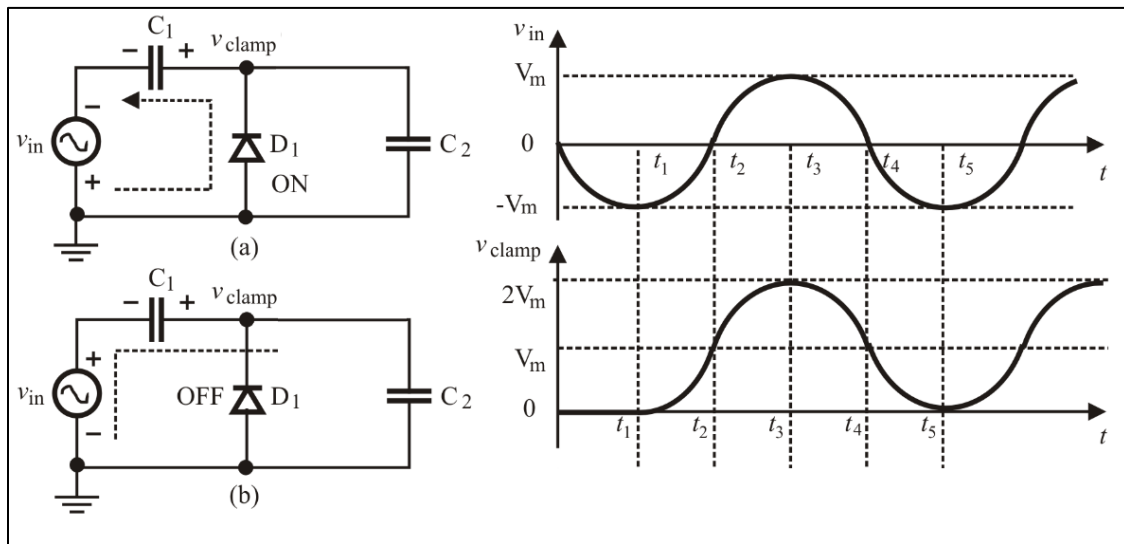 C1
− +
vclamp
−
vin
+
D1
ON
C2
(a)
C1
− +
vclamp
+
vin
−
OFF D1
C2
(b)
vin
Vm
0
-Vm
t1 t2 t3 t4 t5
t
vclamp
2Vm
Vm
0
t1 t2 t3 t4 t5
t